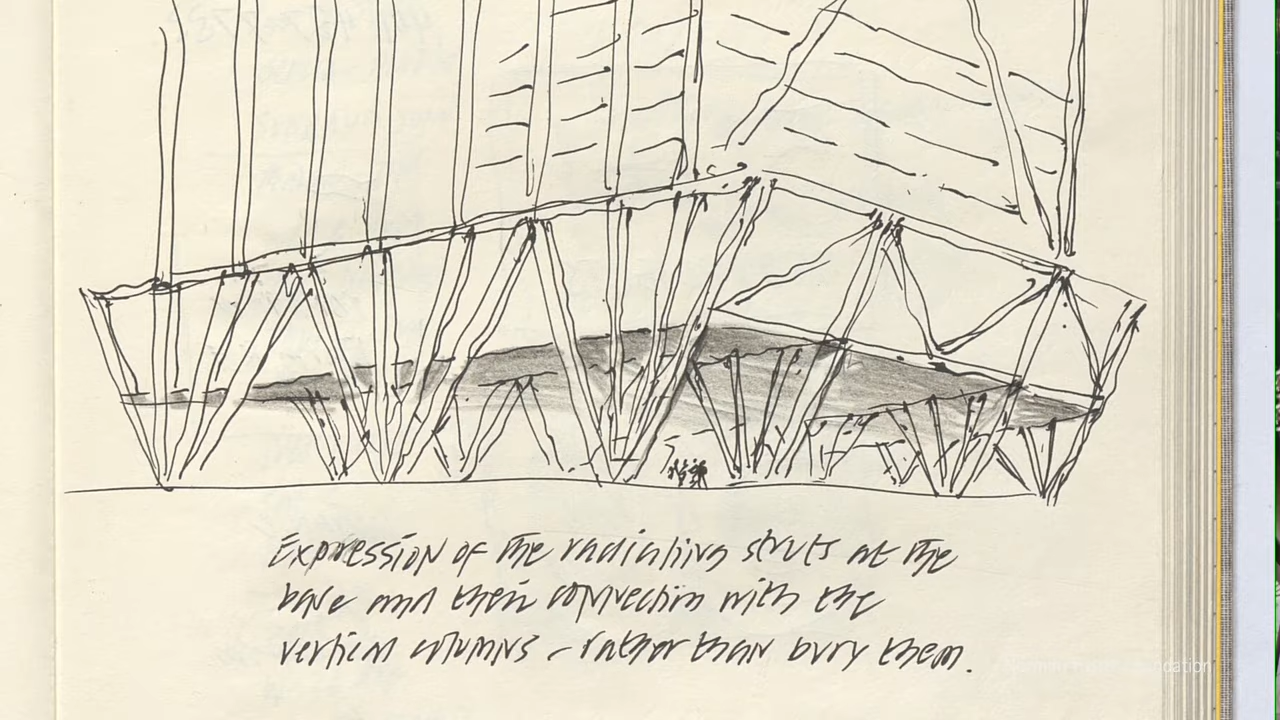 Expression of the radiating struts at the
base and their connection with the
vertical columns - rather than bury them.